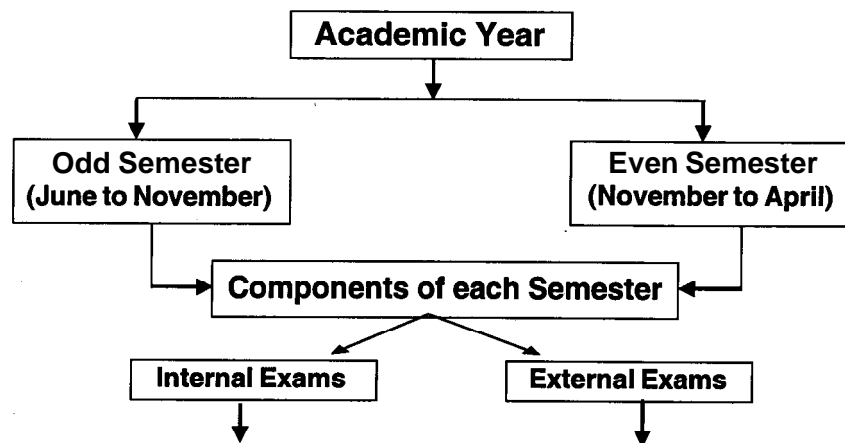 Academic Year
Odd Semester
(June to November)
Even Semester
(November to April)
Components of each Semester
Internal Exams
External Exams